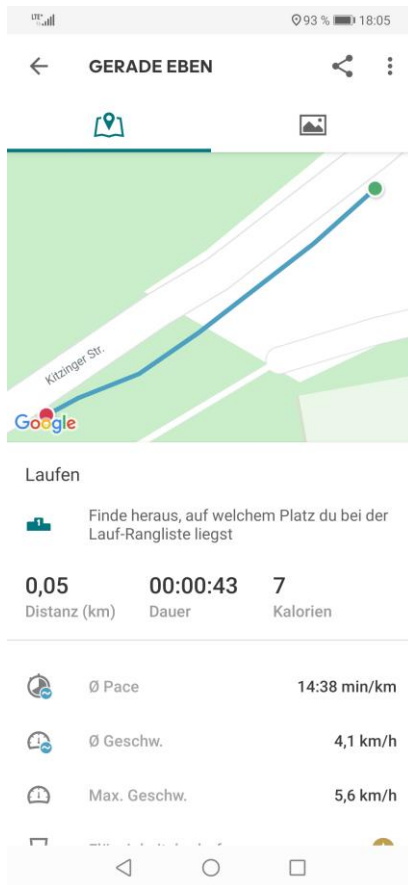 LTE 93 % 18:05
GERADE EBEN
Kitzinger Str.
Google
Laufen
1
Finde heraus, auf welchem Platz du bei der
Lauf-Rangliste liegst
0,05 00:00:43 7
Distanz (km) Dauer Kalorien
Ø Pace 14:38 min/km
Ø Geschw. 4,1 km/h
Max. Geschw. 5,6 km/h